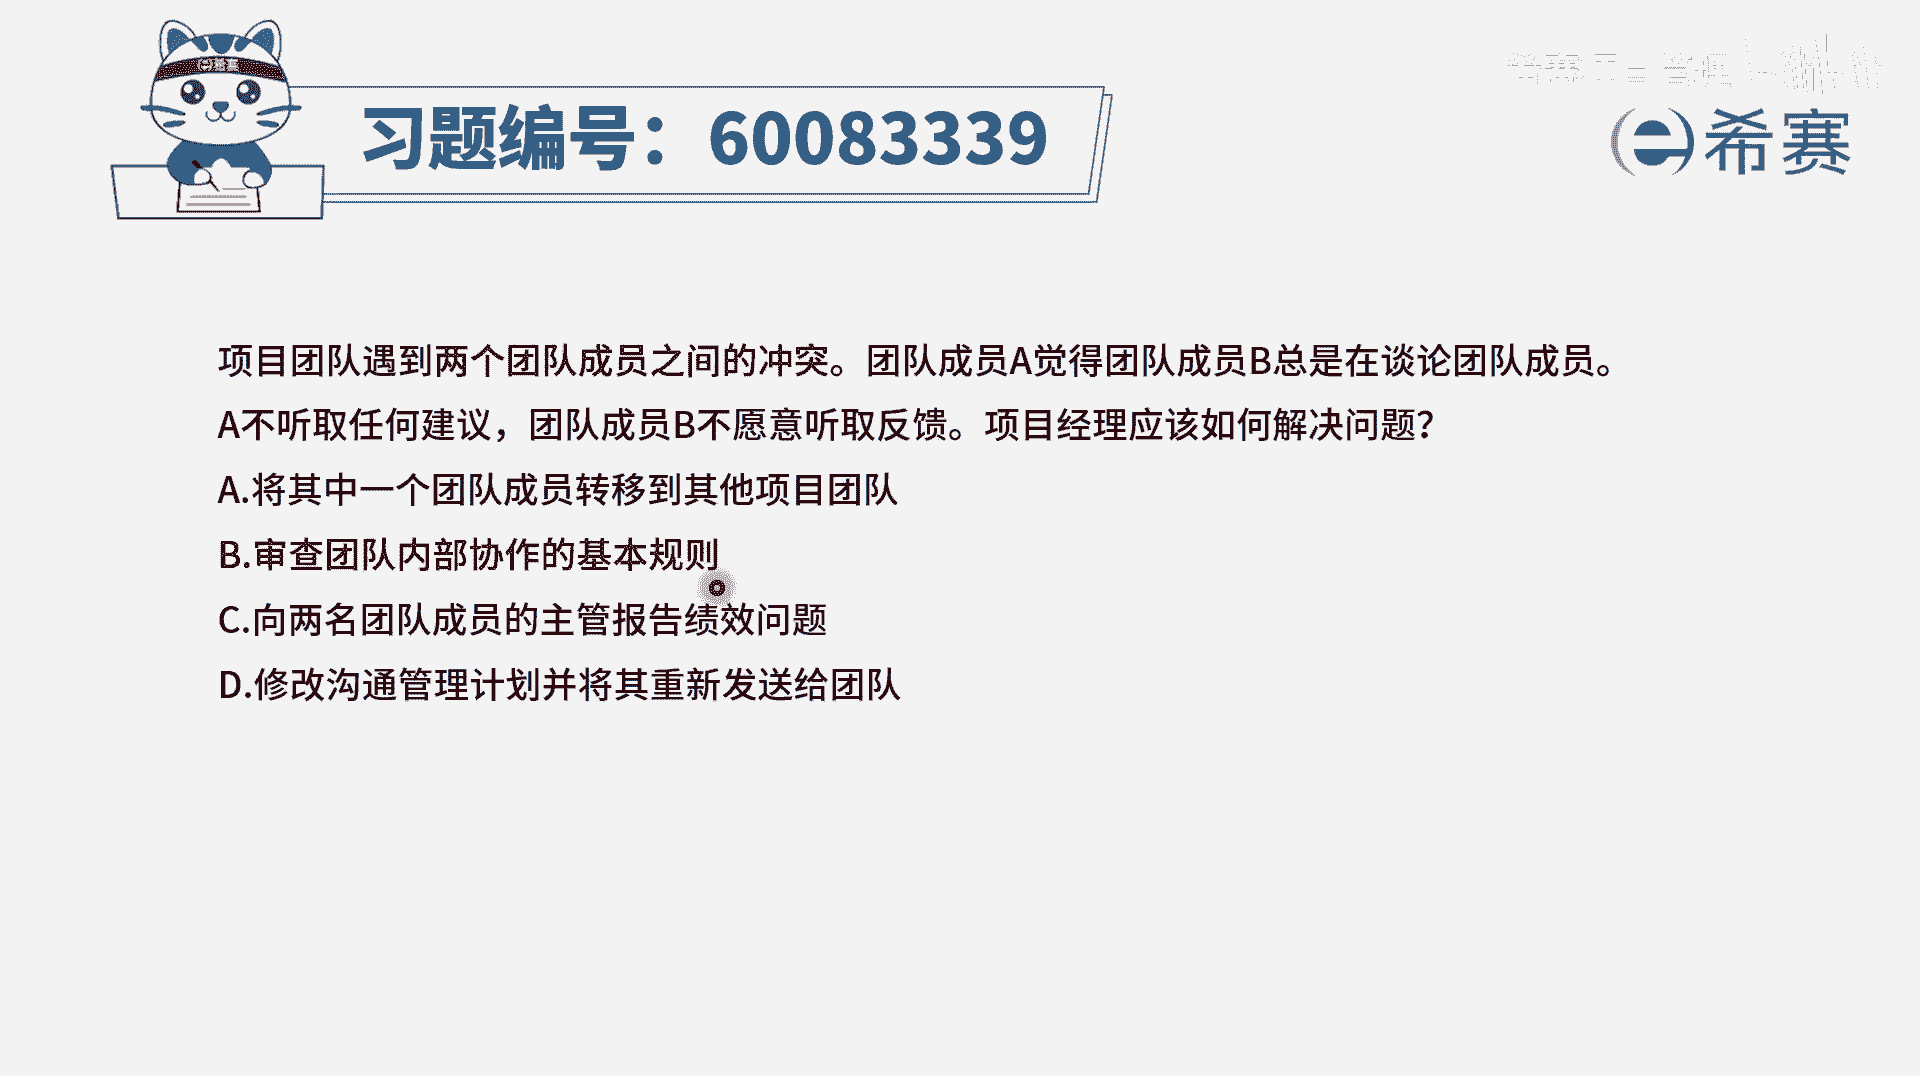 习题编号：60083339
希赛
项目团队遇到两个团队成员之间的冲突。团队成员A觉得团队成员B总是在谈论团队成员。
A不听取任何建议，团队成员B不愿意听取反馈。项目经理应该如何解决问题？
A.将其中一个团队成员转移到其他项目团队
B.审查团队内部协作的基本规则
C.向两名团队成员的主管报告绩效问题
D.修改沟通管理计划并将其重新发送给团队